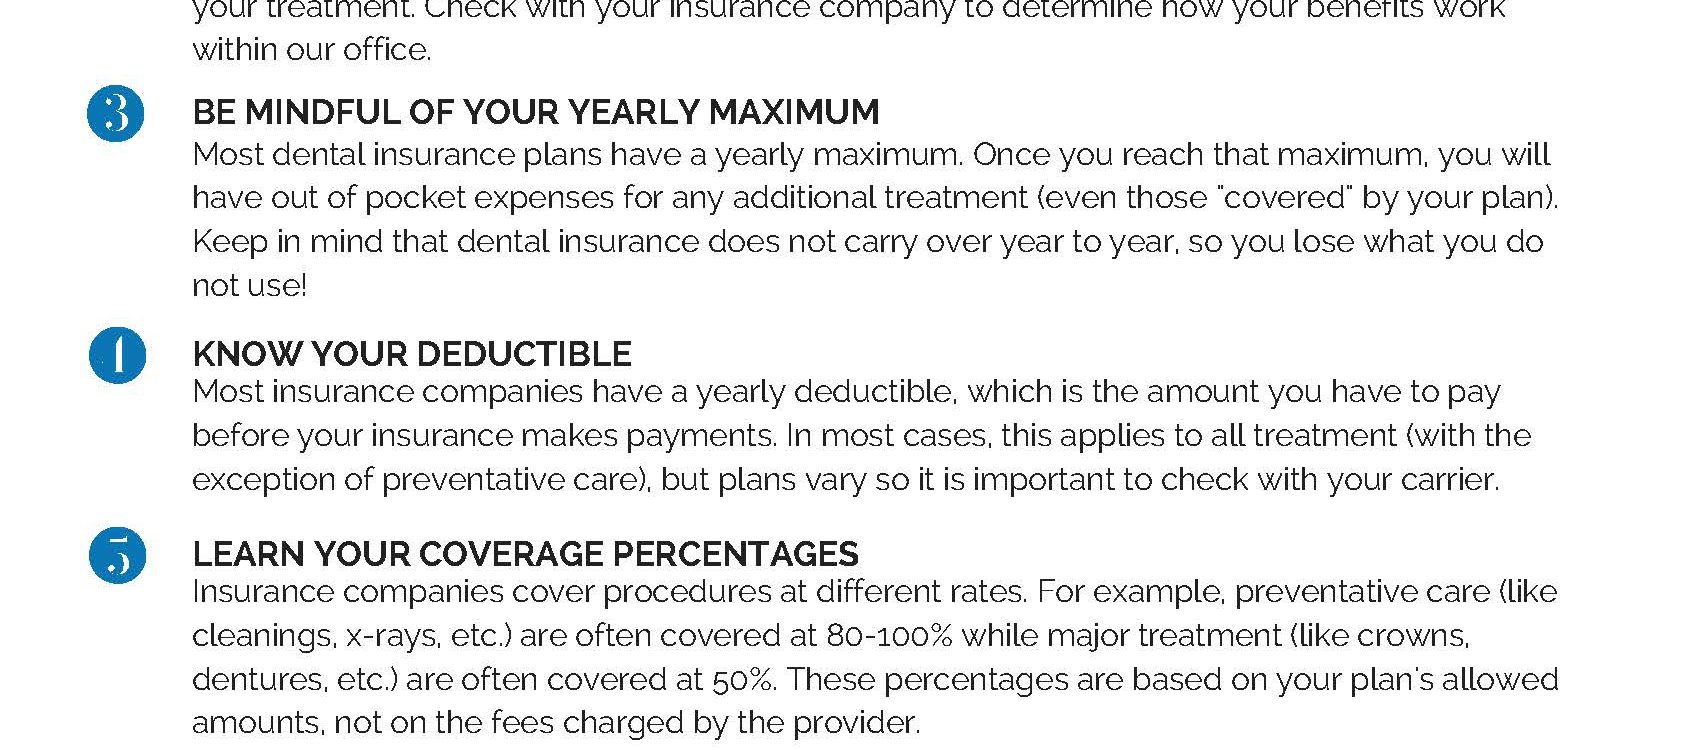 your treatment. Check with your insurance company to determine how your benefits work
within our office.
3
BE MINDFUL OF YOUR YEARLY MAXIMUM
Most dental insurance plans have a yearly maximum. Once you reach that maximum, you will
have out of pocket expenses for any additional treatment (even those "covered" by your plan).
Keep in mind that dental insurance does not carry over year to year, so you lose what you do
not use!
4
KNOW YOUR DEDUCTIBLE
Most insurance companies have a yearly deductible, which is the amount you have to pay
before your insurance makes payments. In most cases, this applies to all treatment (with the
exception of preventative care), but plans vary so it is important to check with your carrier.
5
LEARN YOUR COVERAGE PERCENTAGES
Insurance companies cover procedures at different rates. For example, preventative care (like
cleanings, x-rays, etc.) are often covered at 80-100% while major treatment (like crowns,
dentures, etc.) are often covered at 50%. These percentages are based on your plan's allowed
amounts, not on the fees charged by the provider.